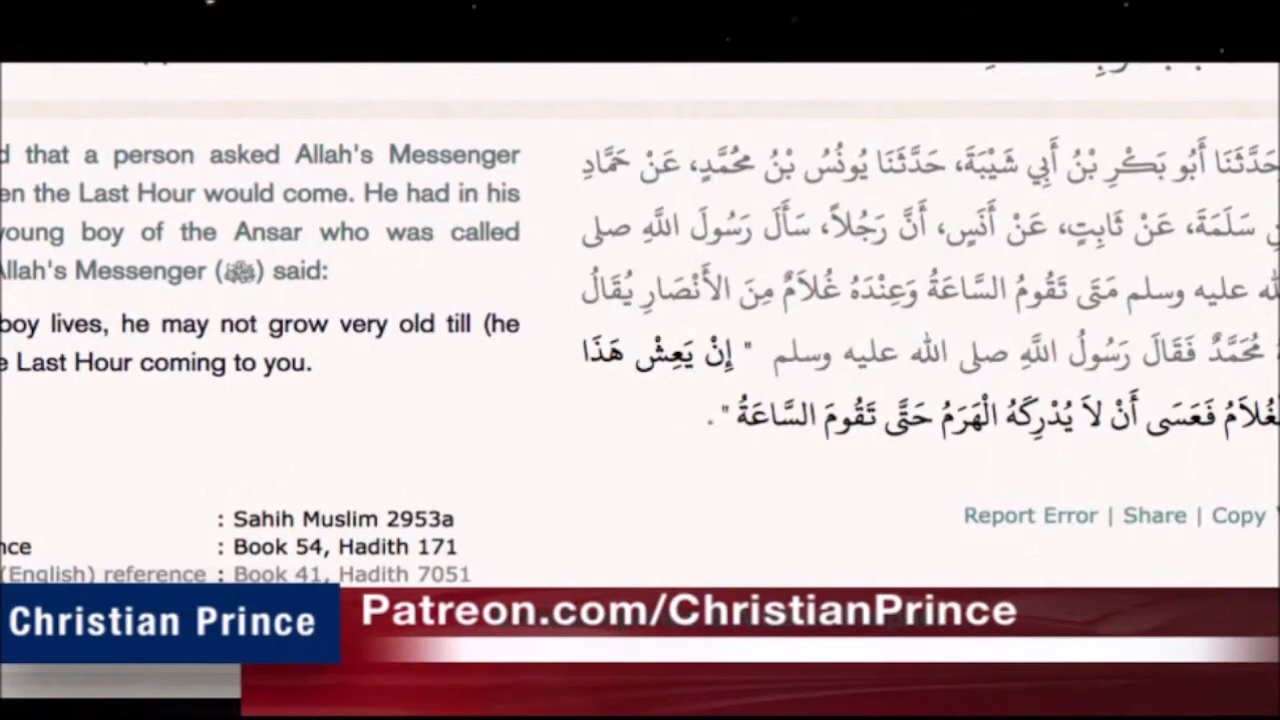 d that a person asked Allah's Messenger
en the Last Hour would come. He had in his
young boy of the Ansar who was called
Allah's Messenger (ﷺ) said:
boy lives, he may not grow very old till (he
e Last Hour coming to you.
حَدَّثَنَا أَبُو بَكْرِ بْنُ أَبِي شَيْبَةَ، حَدَّثَنَا يُونُسُ بْنُ مُحَمَّدٍ، عَنْ حَمَّادِ
سَلَمَةَ، عَنْ ثَابِتٍ، عَنْ أَنَسٍ، أَنَّ رَجُلاً، سَأَلَ رَسُولَ اللَّهِ صلى
الله عليه وسلم مَتَى تَقُومُ السَّاعَةُ وَعِنْدَهُ غُلاَمٌ مِنَ الأَنْصَارِ يُقَالُ
مُحَمَّدٌ فَقَالَ رَسُولُ اللَّهِ صلى الله عليه وسلم " إِنْ يَعِشْ هَذَا
الْغُلاَمُ فَعَسَى أَنْ لاَ يُدْرِكَهُ الْهَرَمُ حَتَّى تَقُومَ السَّاعَةُ " .
: Sahih Muslim 2953a
nce : Book 54, Hadith 171
(English) reference : Book 41, Hadith 7051
Report Error | Share | Copy
Christian Prince
Patreon.com/ChristianPrince